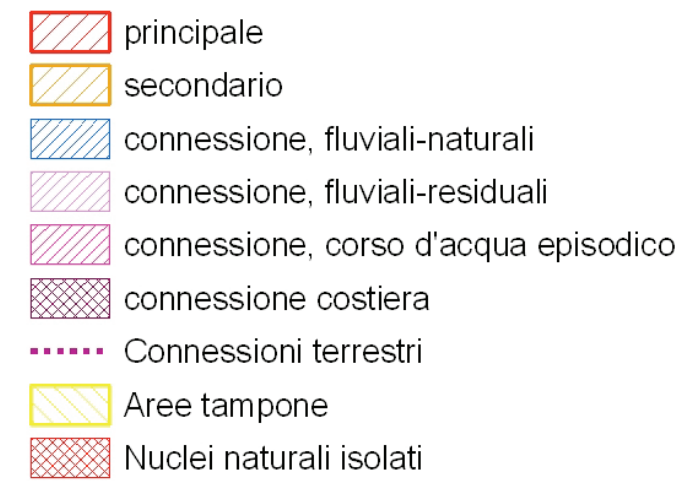 principale
secondario
connessione, fluviali-naturali
connessione, fluviali-residuali
connessione, corso d'acqua episodico
connessione costiera
Connessioni terrestri
Aree tampone
Nuclei naturali isolati